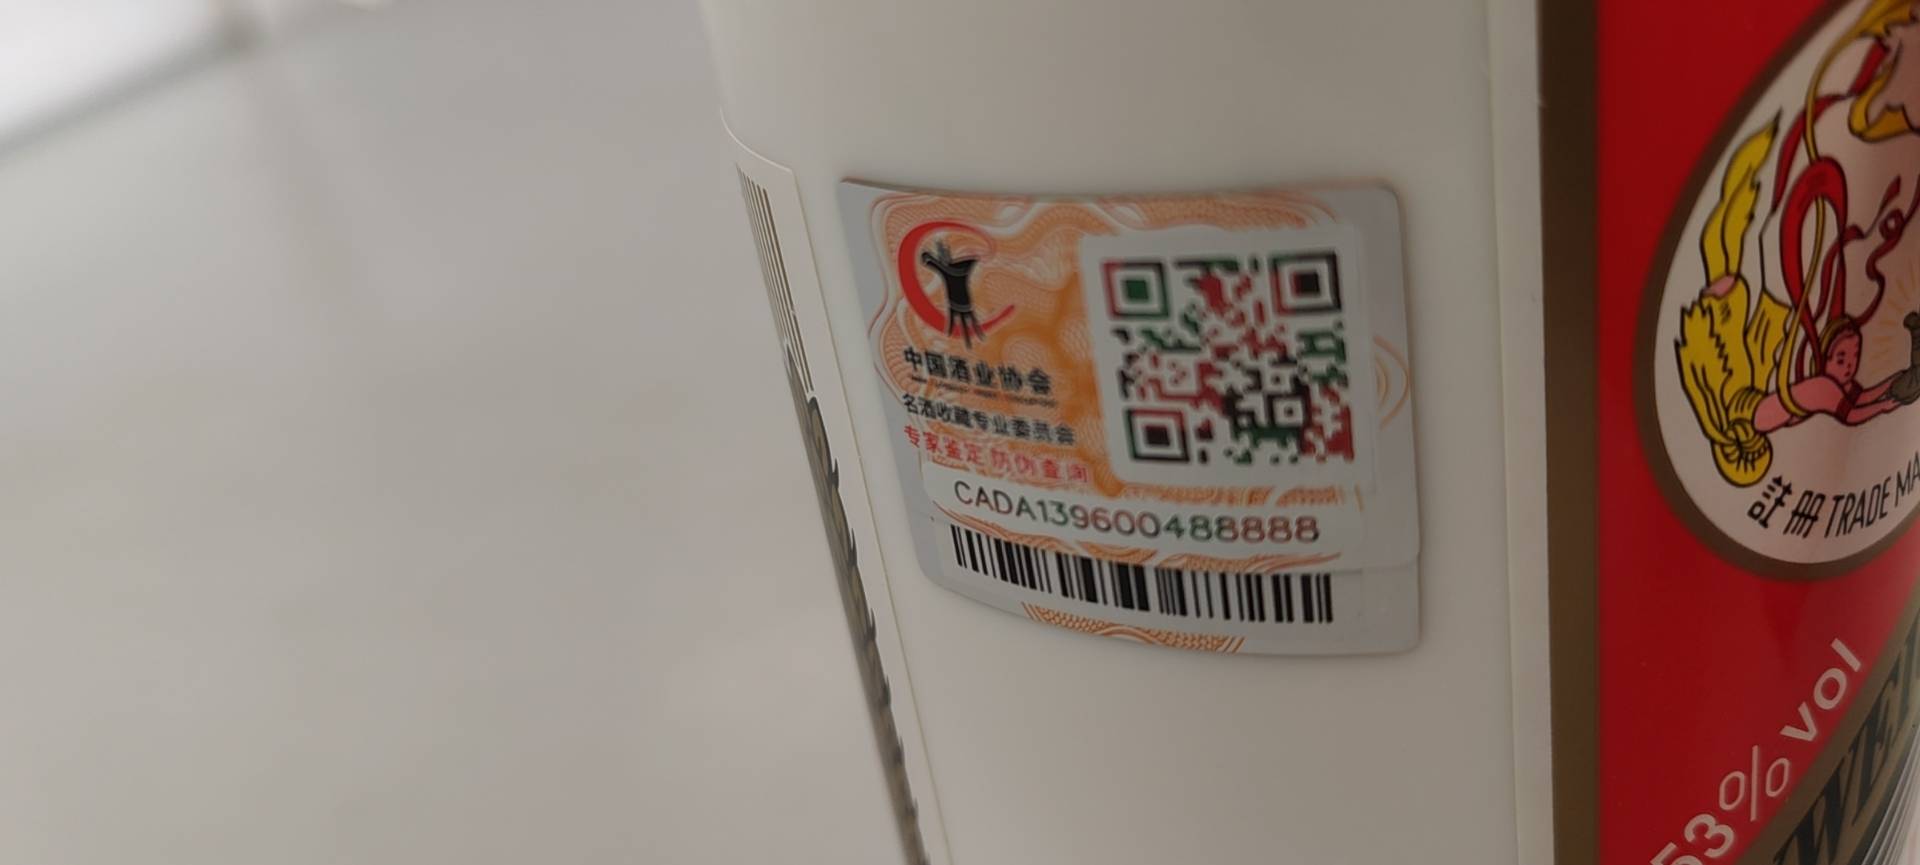 中国酒业协会
名酒收藏专业委员会
专家鉴定 防伪查询
CADA139600488888
註册 TRADE MA
53% vol